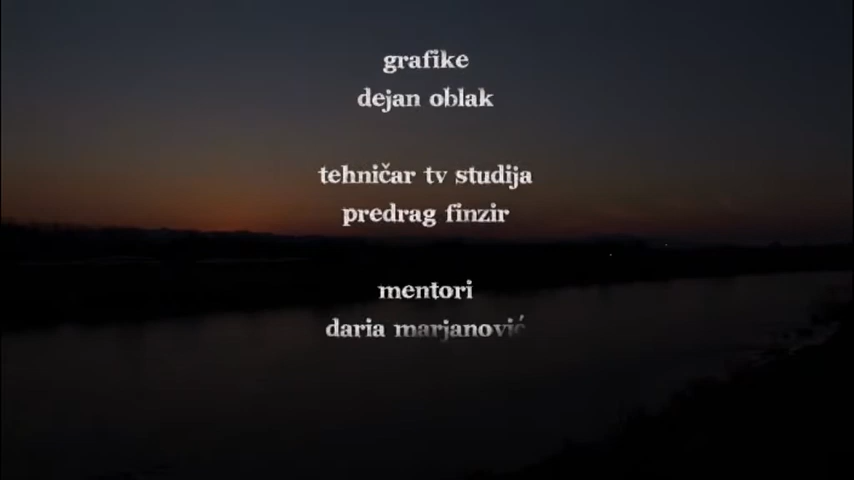 grafike
dejan oblak
tehničar tv studija
predrag finzir
mentori
daria marjanović